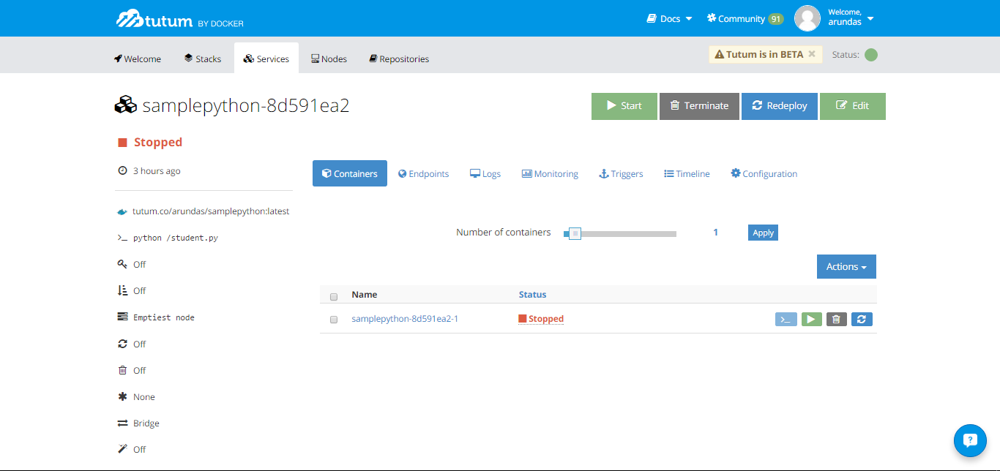 tutum BY DOCKER
Docs
Community 91
Welcome,
arundas
Welcome
Stacks
Services
Nodes
Repositories
Tutum is in BETA ×
Status:
samplepython-8d591ea2
Start
Terminate
Redeploy
Edit
Stopped
3 hours ago
tutum.co/arundas/samplepython:latest
>_ python /student.py
Off
Off
Emptiest node
Off
Off
None
Bridge
Off
Containers
Endpoints
Logs
Monitoring
Triggers
Timeline
Configuration
Number of containers
1
Apply
Actions
Name Status
samplepython-8d591ea2-1 Stopped >_
?